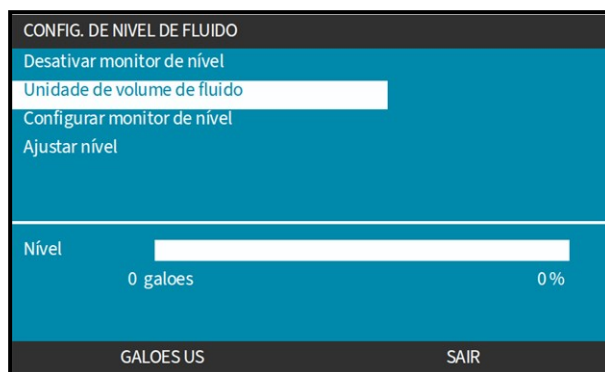 CONFIG. DE NIVEL DE FLUIDO
Desativar monitor de nível
Unidade de volume de fluido
Configurar monitor de nível
Ajustar nível
Nível
0 galoes 0 %
GALOES US SAIR